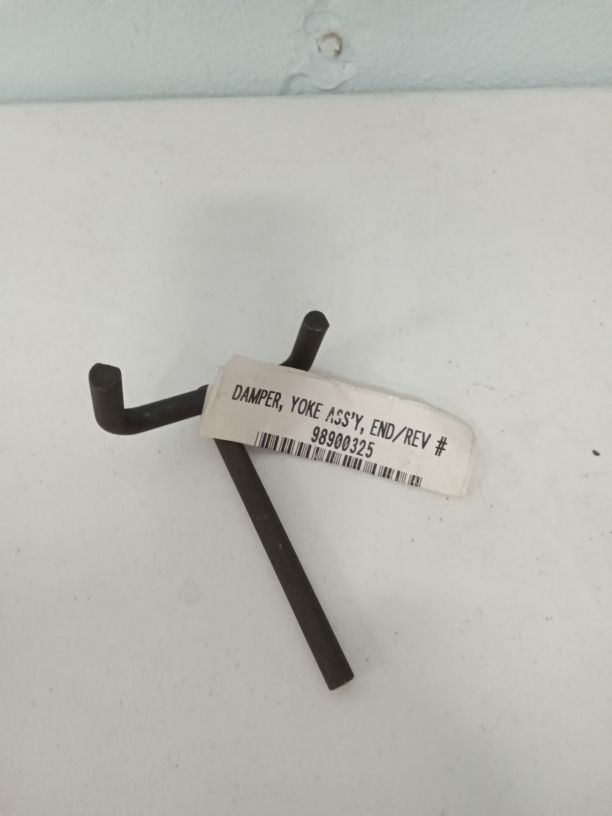 DAMPER, YOKE ASS'Y, END/REV #
98900325